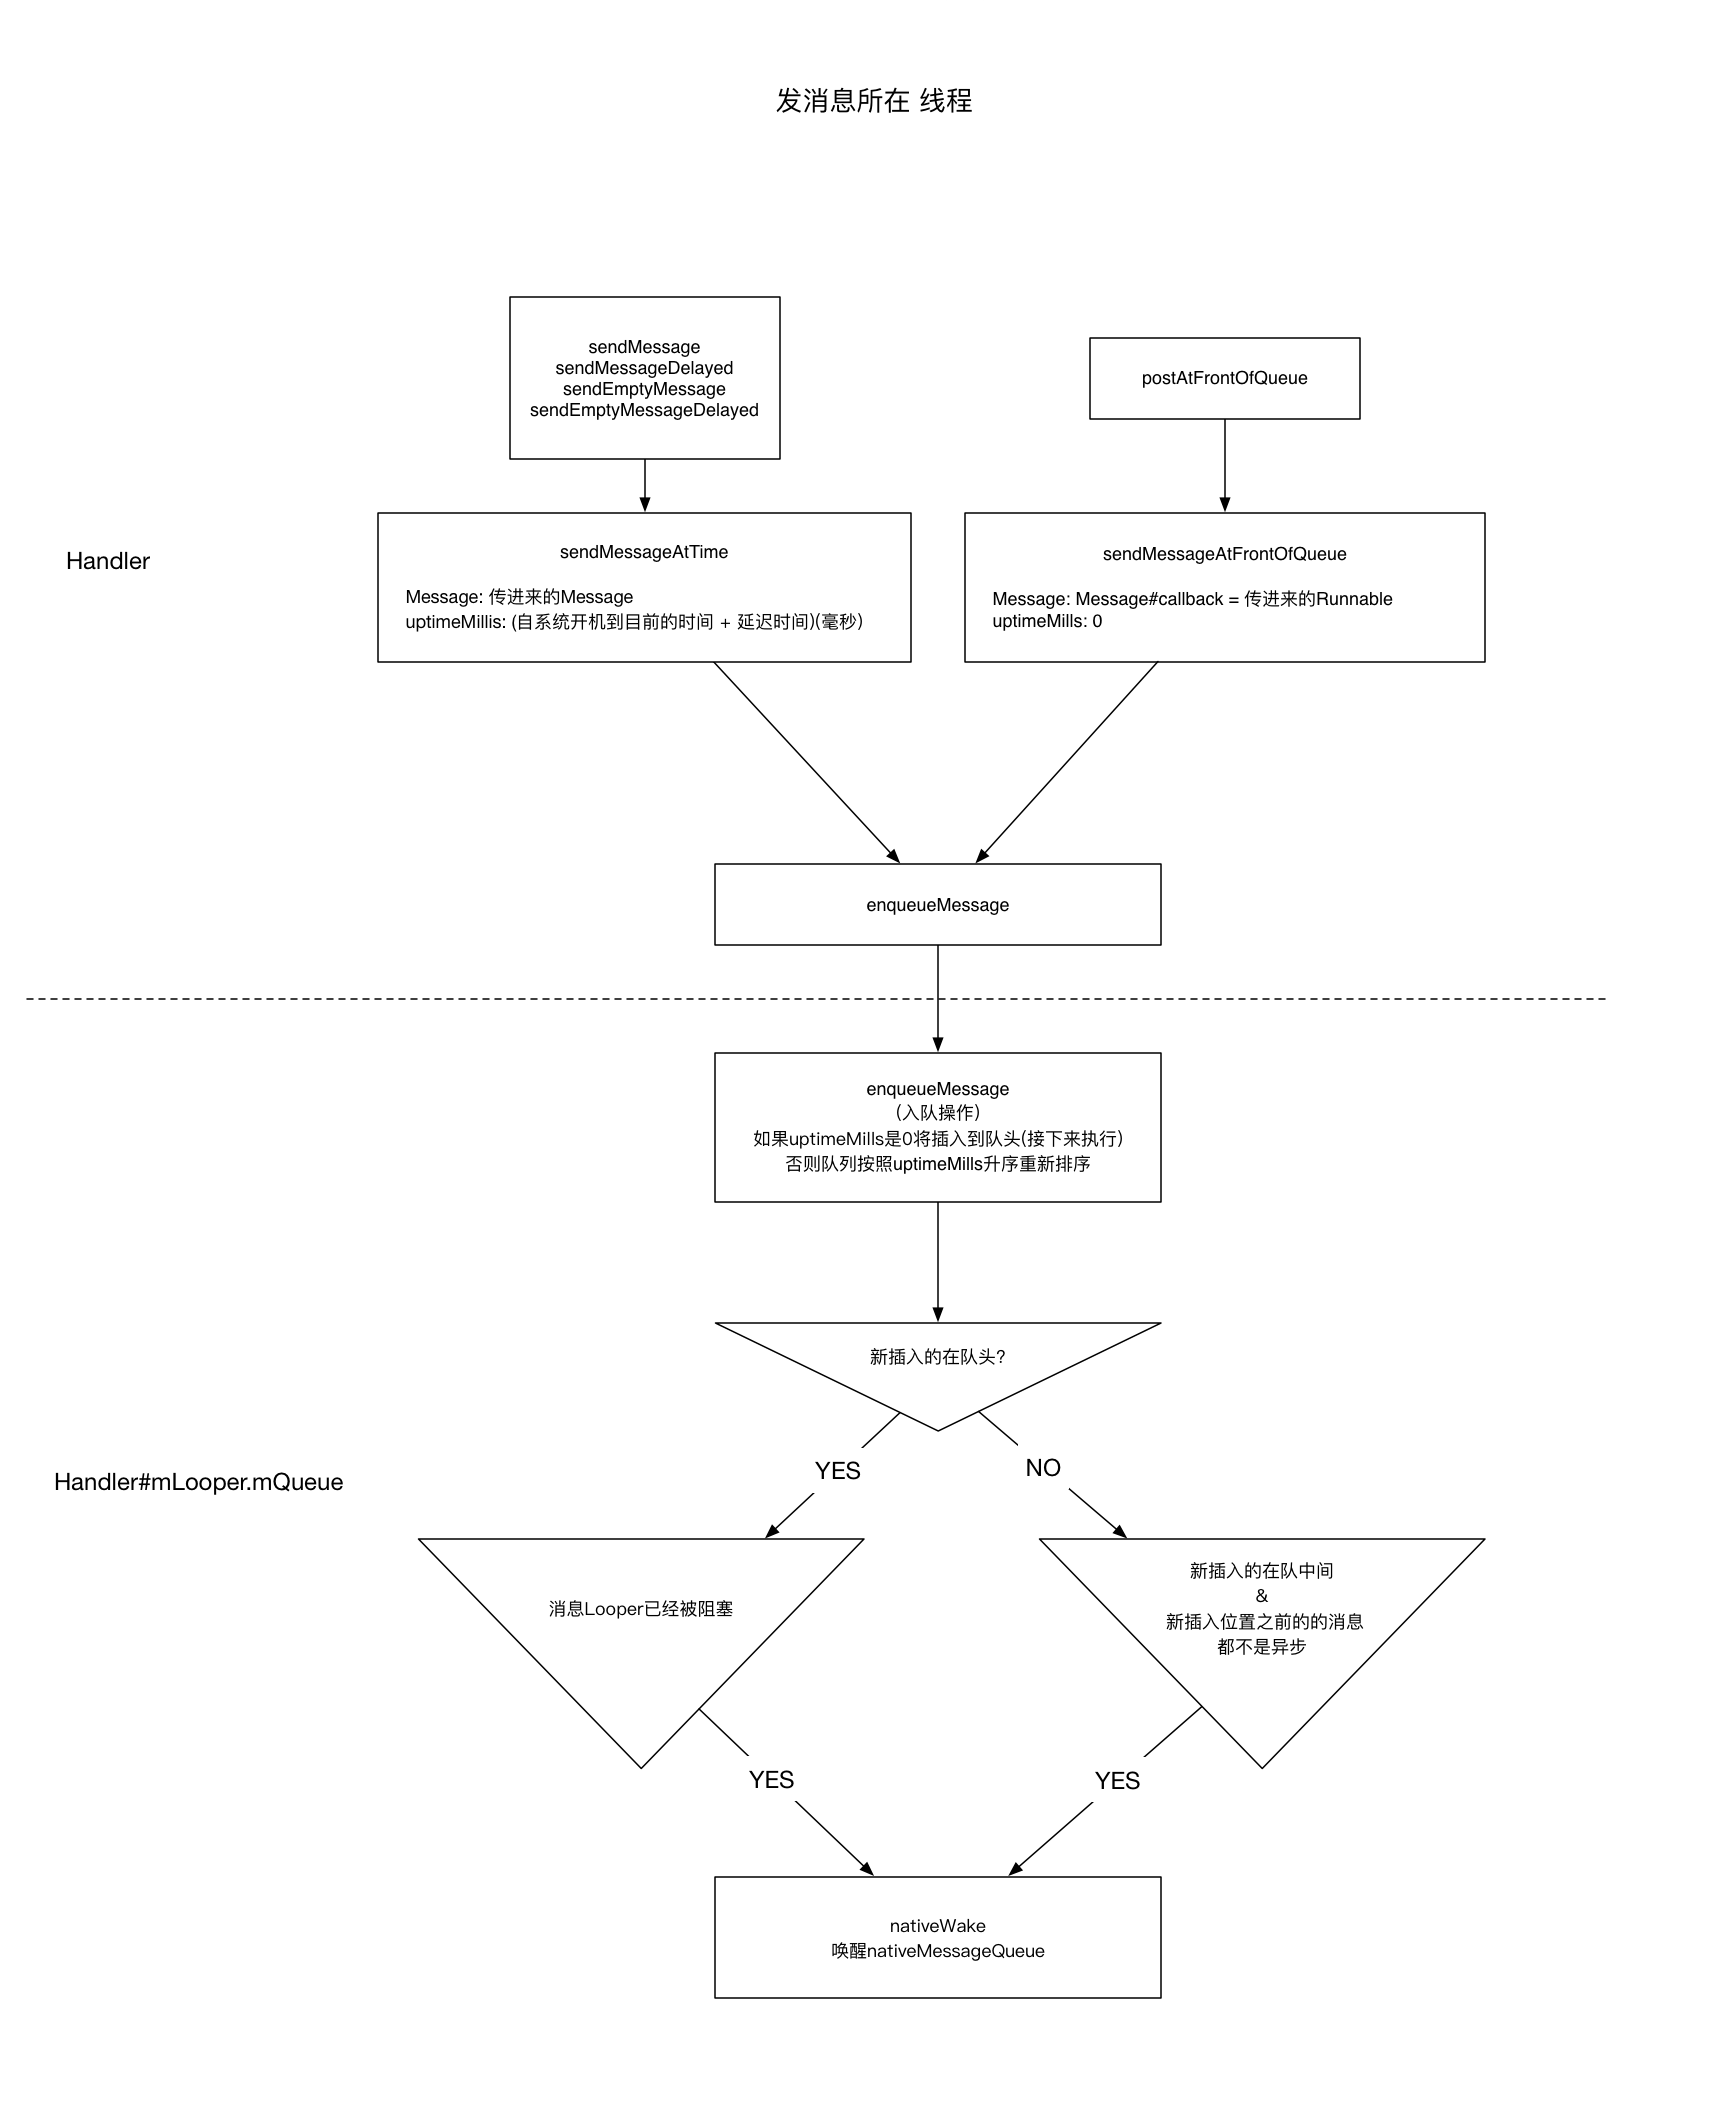 发消息所在 线程
sendMessage
sendMessageDelayed
sendEmptyMessage
sendEmptyMessageDelayed
postAtFrontOfQueue
Handler
sendMessageAtTime
Message: 传进来的Message
uptimeMillis: (自系统开机到目前的时间 + 延迟时间)(毫秒)
sendMessageAtFrontOfQueue
Message: Message#callback = 传进来的Runnable
uptimeMills: 0
enqueueMessage
enqueueMessage
(入队操作)
如果uptimeMills是0将插入到队头(接下来执行)
否则队列按照uptimeMills升序重新排序
新插入的在队头?
YES
NO
Handler#mLooper.mQueue
消息Looper已经被阻塞
新插入的在队中间
&
新插入位置之前的的消息
都不是异步
YES
YES
nativeWake
唤醒nativeMessageQueue